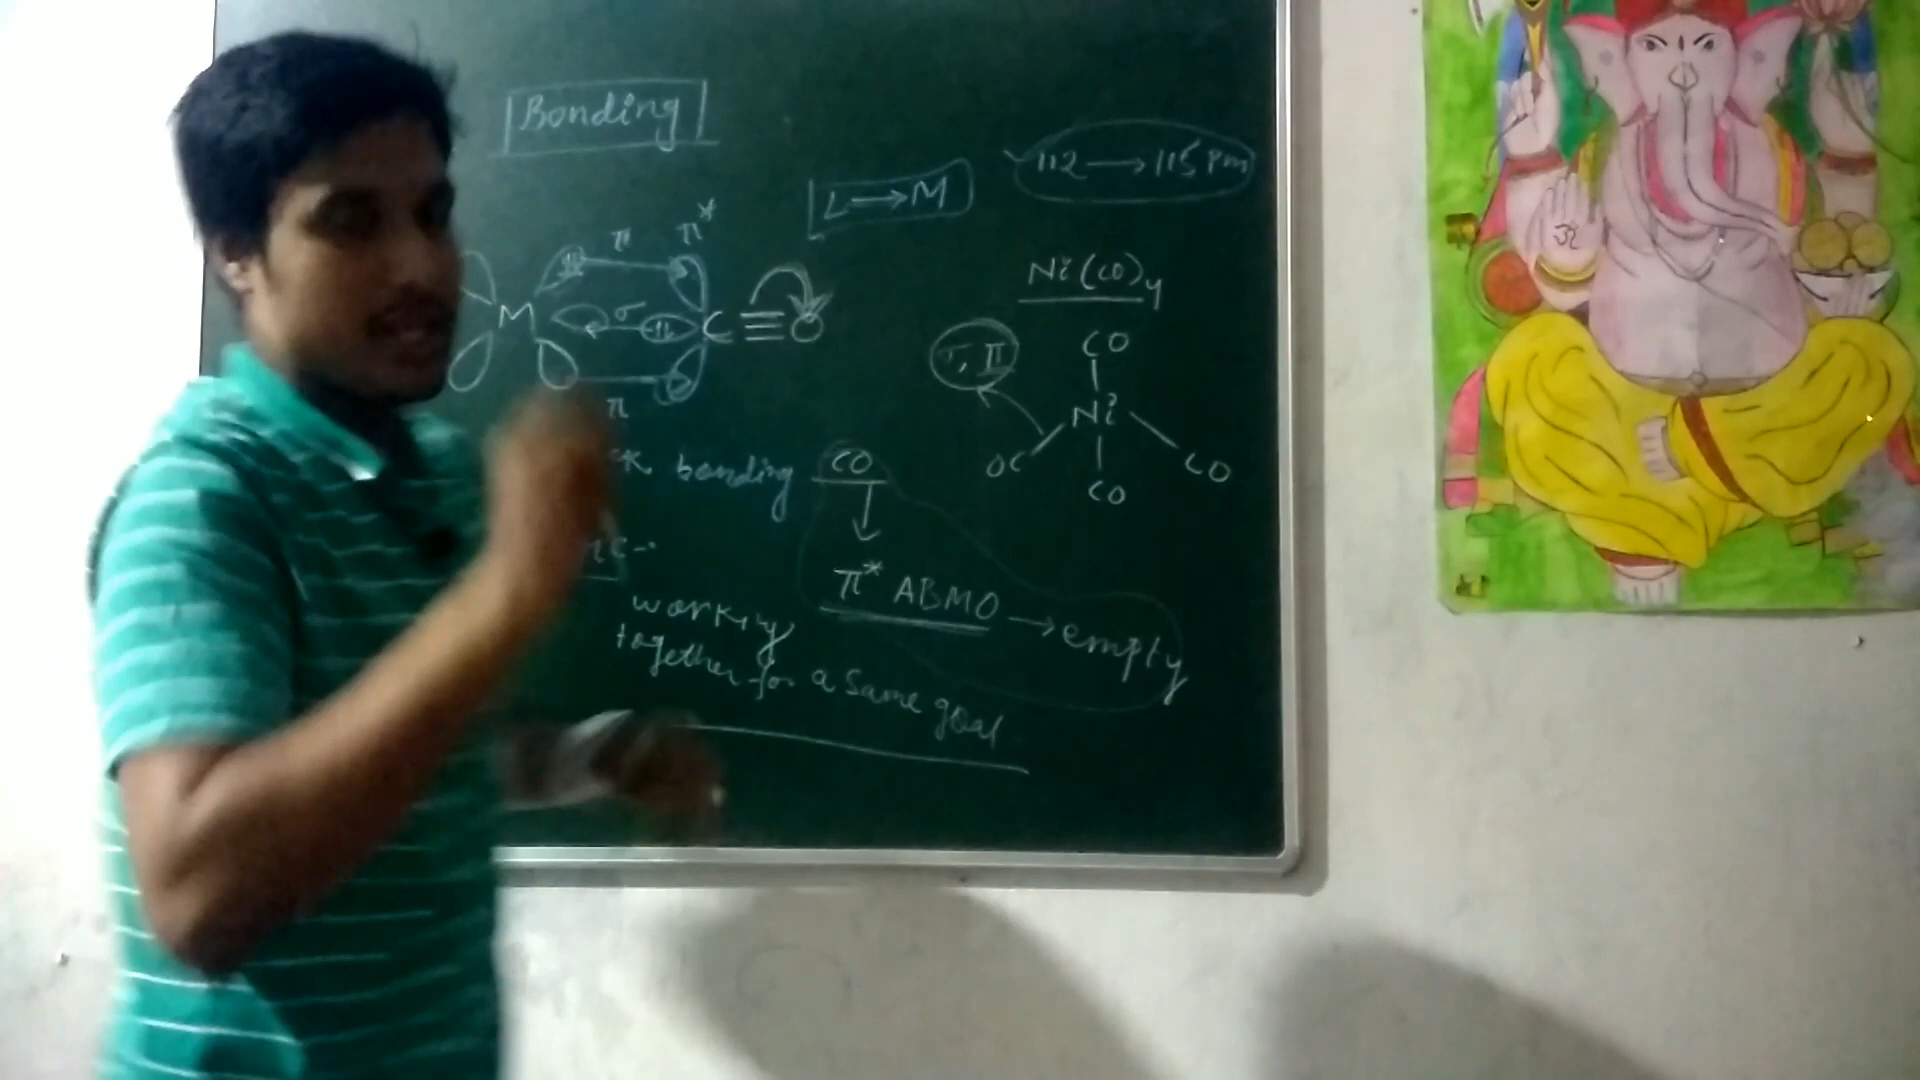 Bonding
L → M
112 → 115 pm
π π*
M σ C ≡ O
π
Ni(CO)4
σ, π
CO
Ni
OC CO
CO
bonding
CO
π* ABMO → empty
working
together for a same goal
ॐ